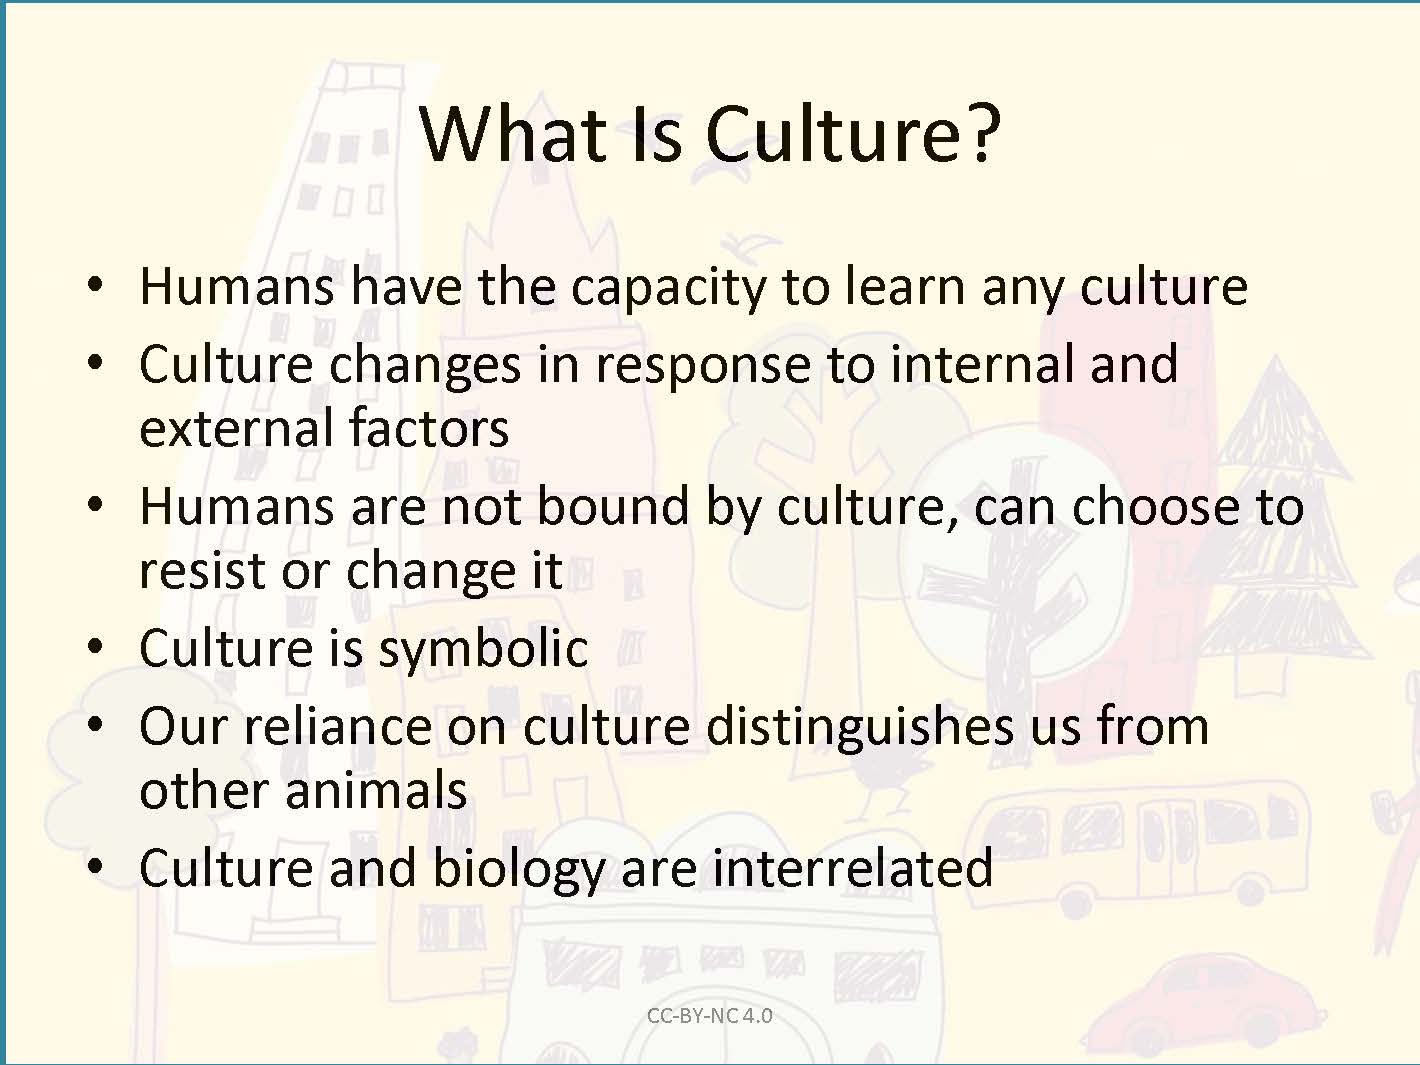 What Is Culture?
• Humans have the capacity to learn any culture
• Culture changes in response to internal and
external factors
• Humans are not bound by culture, can choose to
resist or change it
• Culture is symbolic
• Our reliance on culture distinguishes us from
other animals
• Culture and biology are interrelated
CC-BY-NC 4.0